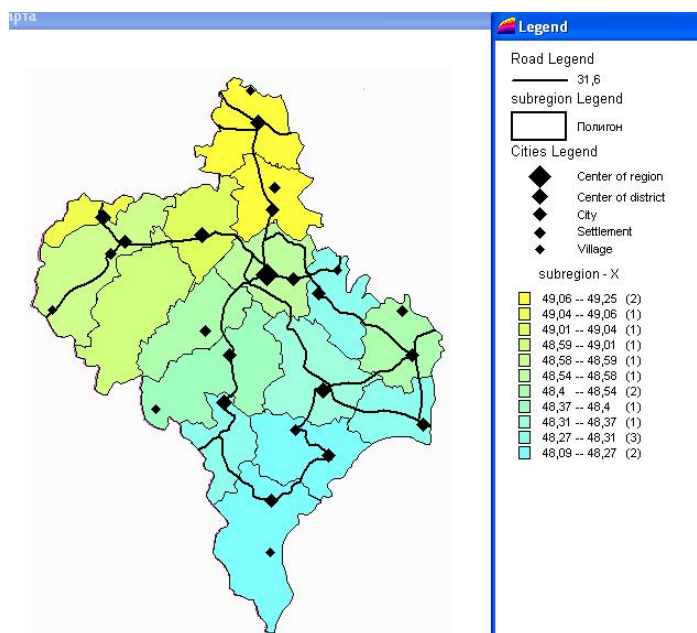 Legend
Road Legend
31,6
subregion Legend
Полигон
Cities Legend
Center of region
Center of district
City
Settlement
Village
subregion - X
49,06 -- 49,25 (2)
49,04 -- 49,06 (1)
49,01 -- 49,04 (1)
48,59 -- 49,01 (1)
48,58 -- 48,59 (1)
48,54 -- 48,58 (1)
48,4 -- 48,54 (2)
48,37 -- 48,4 (1)
48,31 -- 48,37 (1)
48,27 -- 48,31 (3)
48,09 -- 48,27 (2)